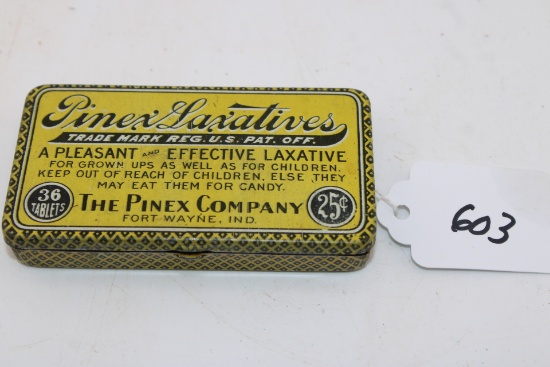 Pinex Laxatives
TRADE MARK REG. U.S. PAT. OFF.
A PLEASANT AND EFFECTIVE LAXATIVE
FOR GROWN UPS AS WELL AS FOR CHILDREN.
KEEP OUT OF REACH OF CHILDREN, ELSE THEY
MAY EAT THEM FOR CANDY.
36 TABLETS
THE PINEX COMPANY
FORT WAYNE, IND.
25¢
603